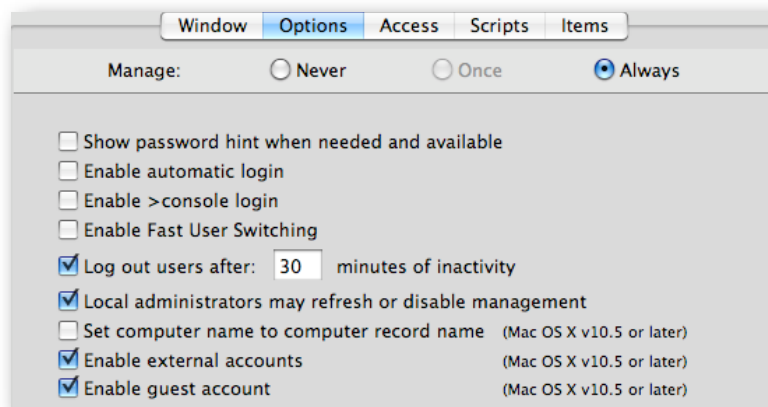 Window Options Access Scripts Items
Manage: Never Once Always
Show password hint when needed and available
Enable automatic login
Enable >console login
Enable Fast User Switching
Log out users after: 30 minutes of inactivity
Local administrators may refresh or disable management
Set computer name to computer record name (Mac OS X v10.5 or later)
Enable external accounts (Mac OS X v10.5 or later)
Enable guest account (Mac OS X v10.5 or later)